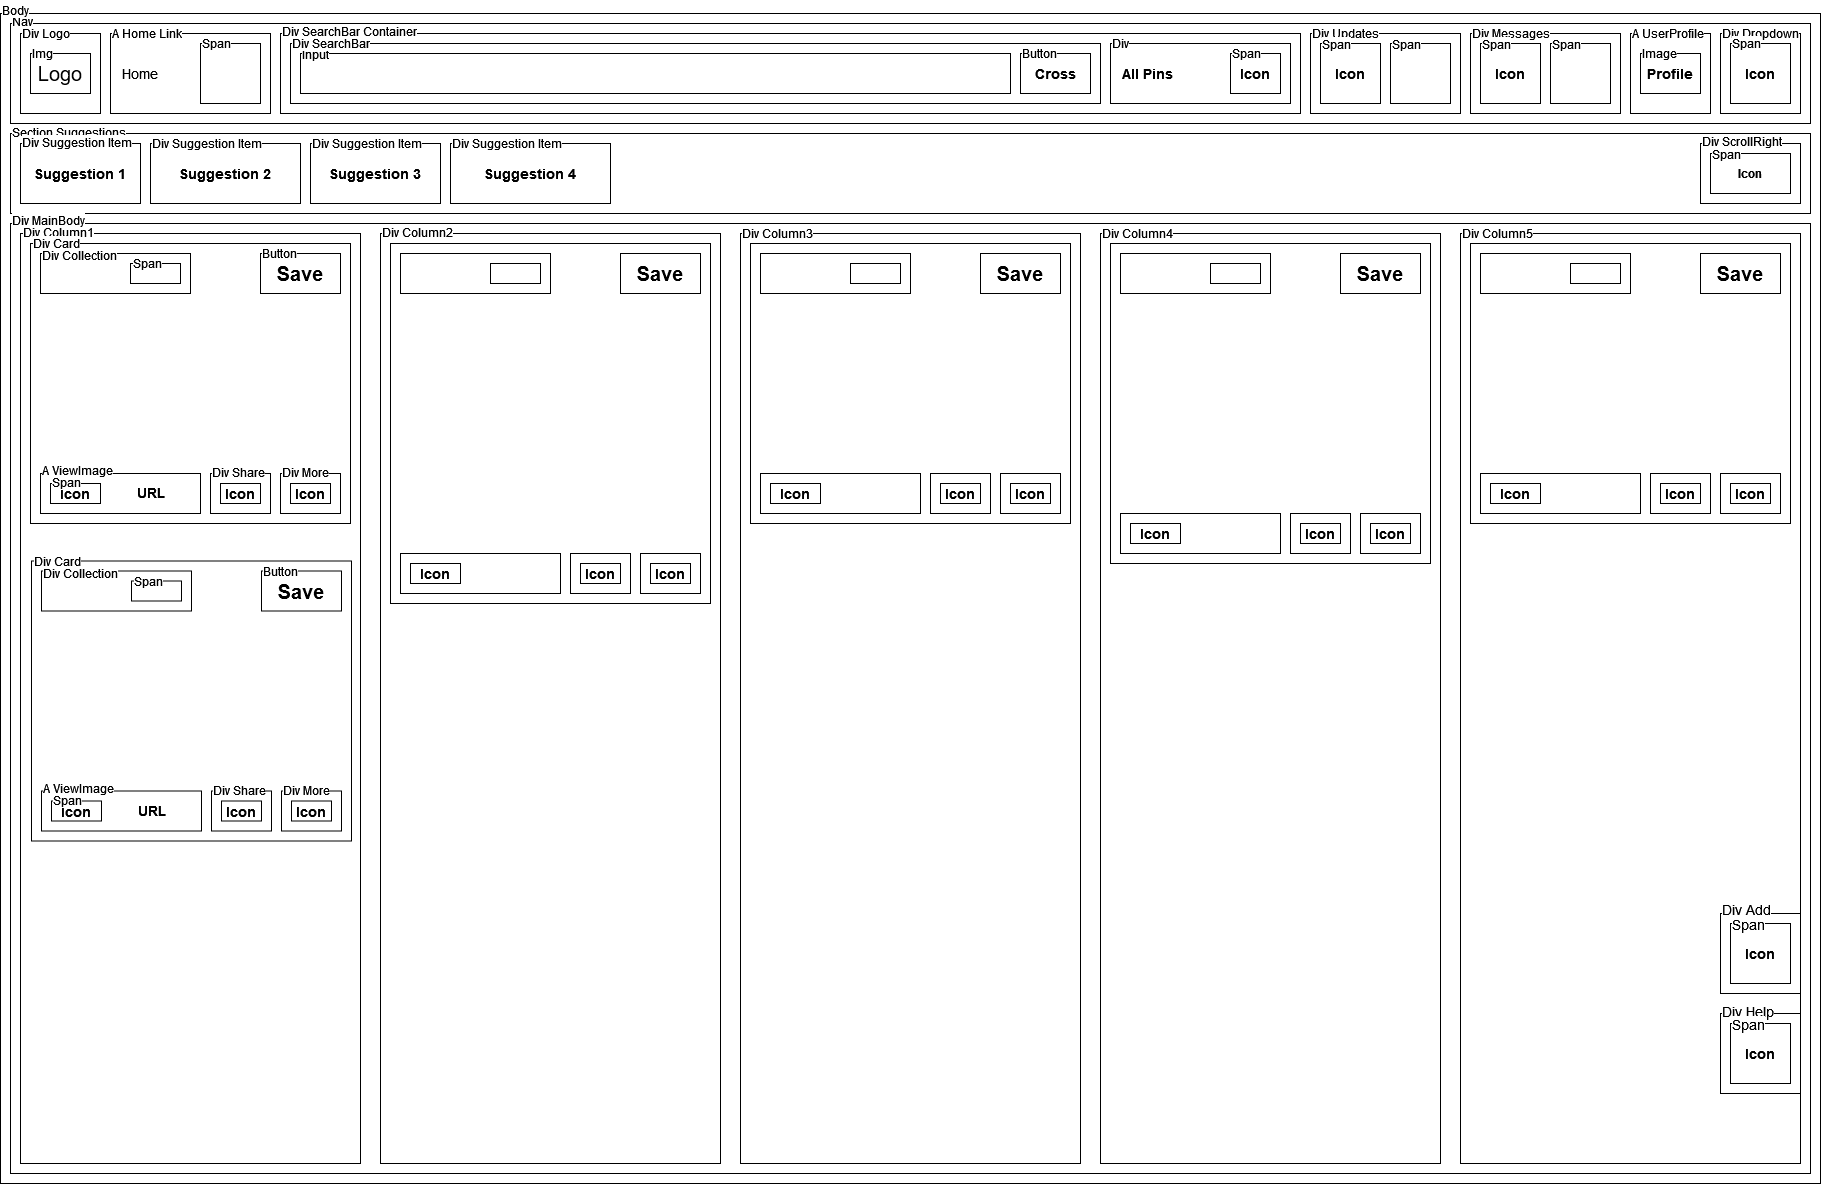 Body
Nav
Div Logo
Img
Logo
A Home Link
Home
Span
Div SearchBar Container
Div SearchBar
Input
Button
Cross
Div
All Pins
Span
Icon
Div Updates
Span
Icon
Span
Div Messages
Span
Icon
Span
A UserProfile
Image
Profile
Div Dropdown
Span
Icon
Section Suggestions
Div Suggestion Item
Suggestion 1
Div Suggestion Item
Suggestion 2
Div Suggestion Item
Suggestion 3
Div Suggestion Item
Suggestion 4
Div ScrollRight
Span
Icon
Div MainBody
Div Column1
Div Card
Div Collection
Span
Button
Save
A ViewImage
Span
Icon
URL
Div Share
Icon
Div More
Icon
Div Card
Div Collection
Span
Button
Save
A ViewImage
Span
Icon
URL
Div Share
Icon
Div More
Icon
Div Column2
Save
Icon
Icon
Icon
Div Column3
Save
Icon
Icon
Icon
Div Column4
Save
Icon
Icon
Icon
Div Column5
Save
Icon
Icon
Icon
Div Add
Span
Icon
Div Help
Span
Icon